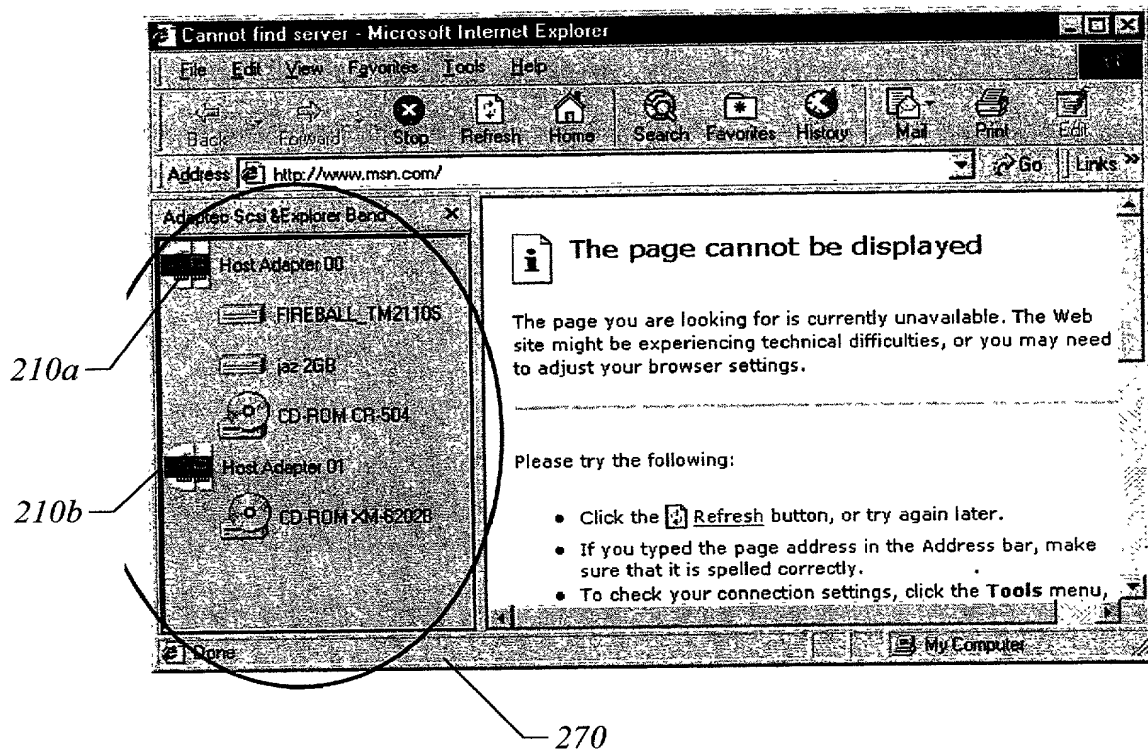 Cannot find server - Microsoft Internet Explorer
File Edit View Favorites Tools Help
Back Forward Stop Refresh Home Search Favorites History Mail Print Edit
Address http://www.msn.com/ Go Links »
Adaptec Scsi &Explorer Band ×
Host Adapter 00
FIREBALL_TM2110S
jaz 2GB
CD-ROM CR-504
Host Adapter 01
CD-ROM XM-6202B
The page cannot be displayed
The page you are looking for is currently unavailable. The Web
site might be experiencing technical difficulties, or you may need
to adjust your browser settings.
Please try the following:
• Click the Refresh button, or try again later.
• If you typed the page address in the Address bar, make
sure that it is spelled correctly.
• To check your connection settings, click the Tools menu,
Done My Computer
210a
210b
270